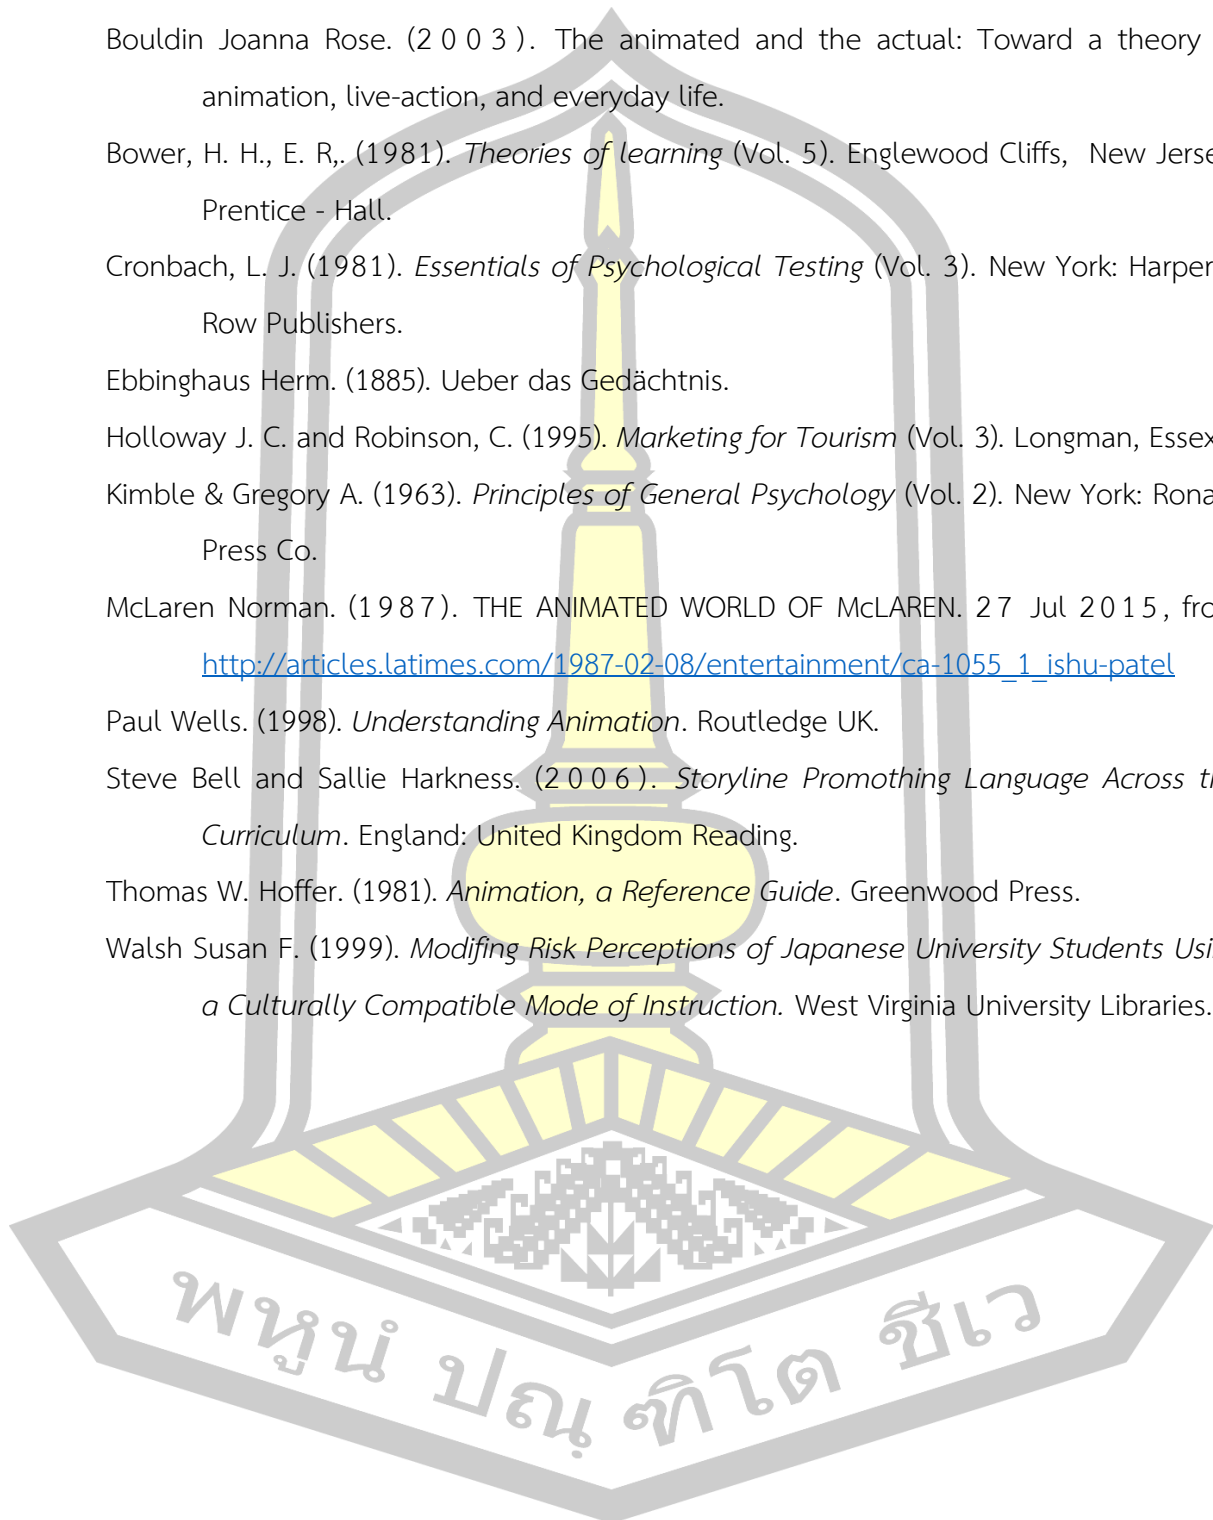 Bouldin Joanna Rose. (2003). The animated and the actual: Toward a theory
animation, live-action, and everyday life.
Bower, H. H., E. R,. (1981). Theories of learning (Vol. 5). Englewood Cliffs, New Jerse
Prentice - Hall.
Cronbach, L. J. (1981). Essentials of Psychological Testing (Vol. 3). New York: Harper
Row Publishers.
Ebbinghaus Herm. (1885). Ueber das Gedächtnis.
Holloway J. C. and Robinson, C. (1995). Marketing for Tourism (Vol. 3). Longman, Essex
Kimble & Gregory A. (1963). Principles of General Psychology (Vol. 2). New York: Rona
Press Co.
McLaren Norman. (1987). THE ANIMATED WORLD OF McLAREN. 27 Jul 2015, fro
http://articles.latimes.com/1987-02-08/entertainment/ca-1055_1_ishu-patel
Paul Wells. (1998). Understanding Animation. Routledge UK.
Steve Bell and Sallie Harkness. (2006). Storyline Promothing Language Across t
Curriculum. England: United Kingdom Reading.
Thomas W. Hoffer. (1981). Animation, a Reference Guide. Greenwood Press.
Walsh Susan F. (1999). Modifing Risk Perceptions of Japanese University Students Usi
a Culturally Compatible Mode of Instruction. West Virginia University Libraries.
พหูนํ ปณฺฑิโต ชีเว